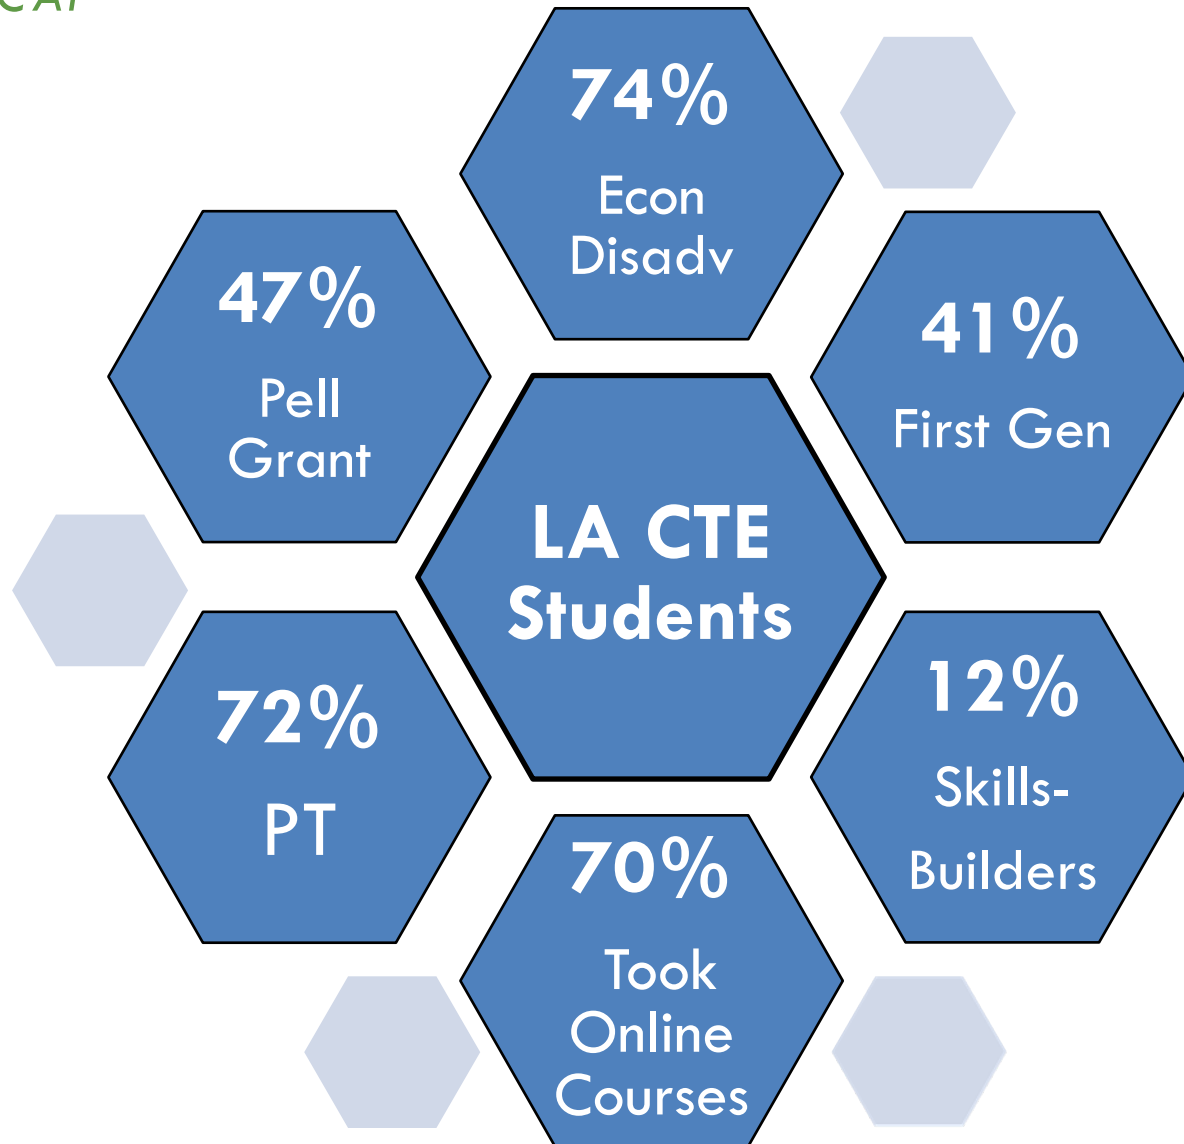 74%
Econ
Disadv
41%
First Gen
12%
Skills-
Builders
70%
Took
Online
Courses
72%
PT
47%
Pell
Grant
LA CTE
Students